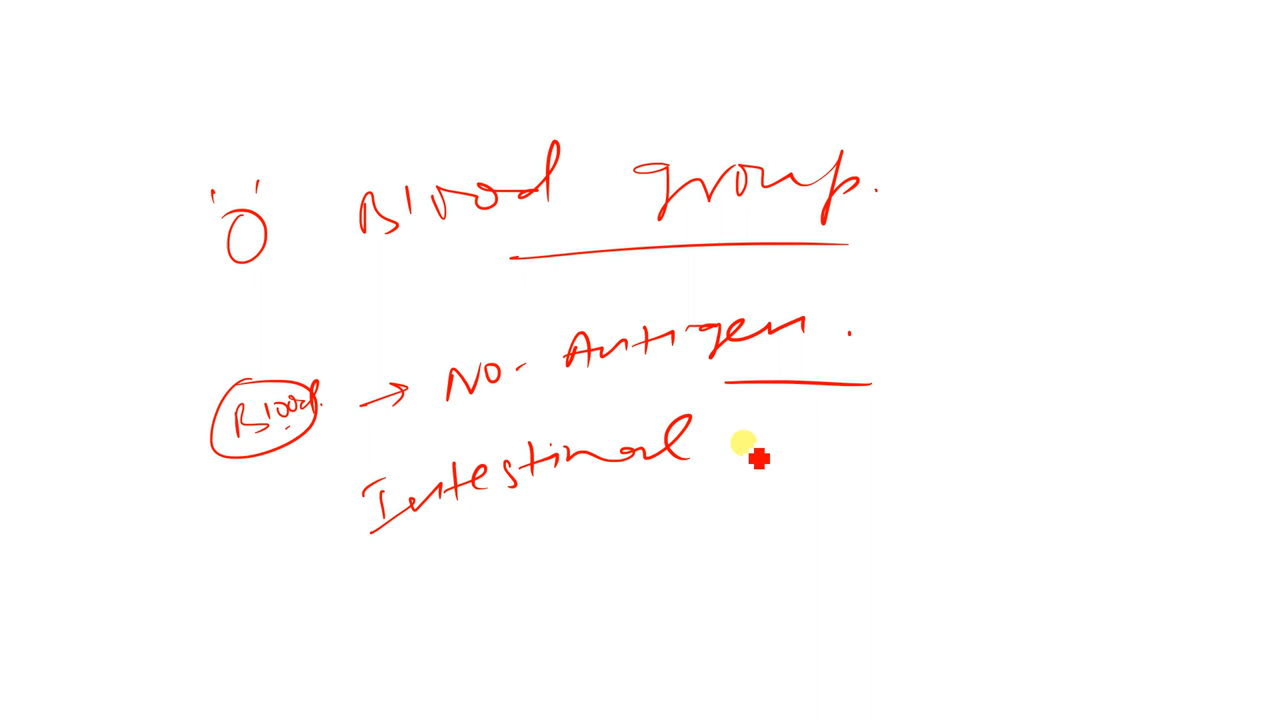 'O' Blood group.
Blood. → No. Antigen.
Intestinal